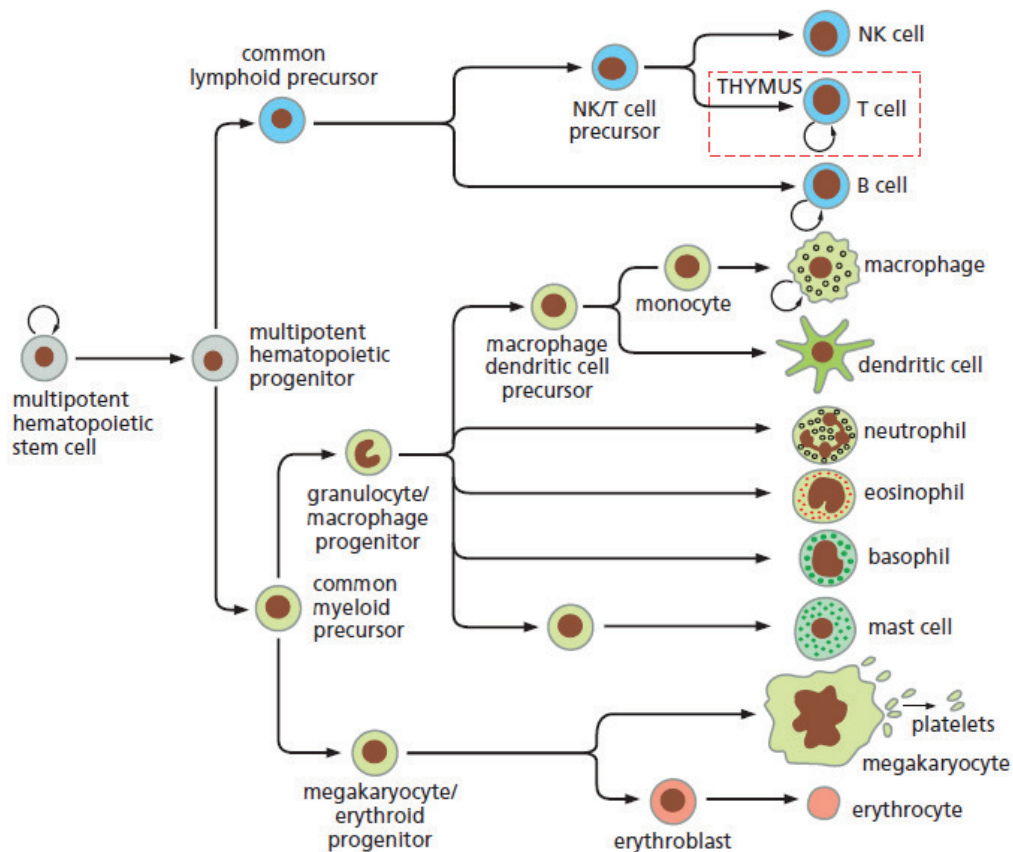 common
lymphoid precursor
NK cell
NK/T cell
precursor
THYMUS
T cell
B cell
macrophage
monocyte
macrophage
dendritic cell
precursor
dendritic cell
multipotent
hematopoietic
stem cell
multipotent
hematopoietic
progenitor
neutrophil
granulocyte/
macrophage
progenitor
eosinophil
basophil
common
myeloid
precursor
mast cell
platelets
megakaryocyte
megakaryocyte/
erythroid
progenitor
erythroblast
erythrocyte